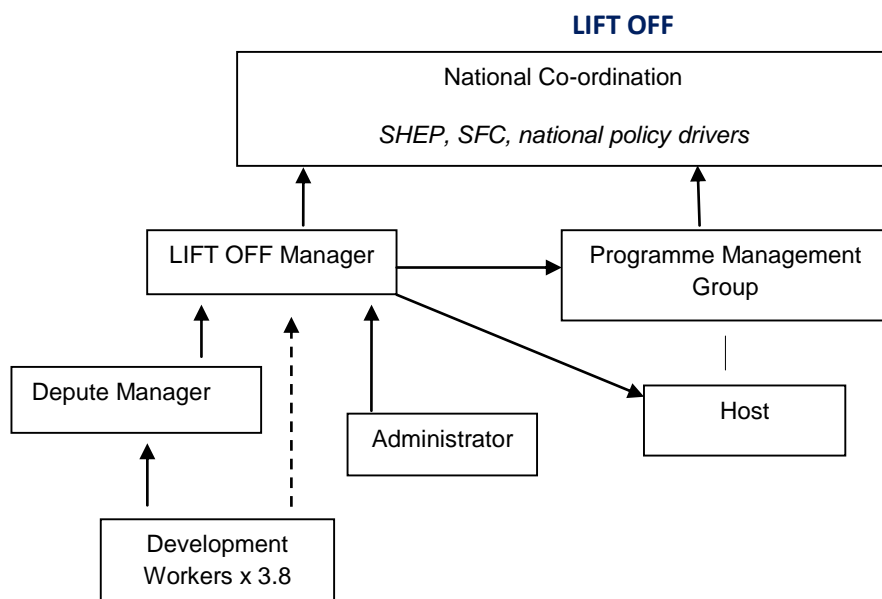 LIFT OFF
National Co-ordination
SHEP, SFC, national policy drivers
LIFT OFF Manager
Programme Management
Group
Depute Manager
Administrator
Host
Development
Workers x 3.8